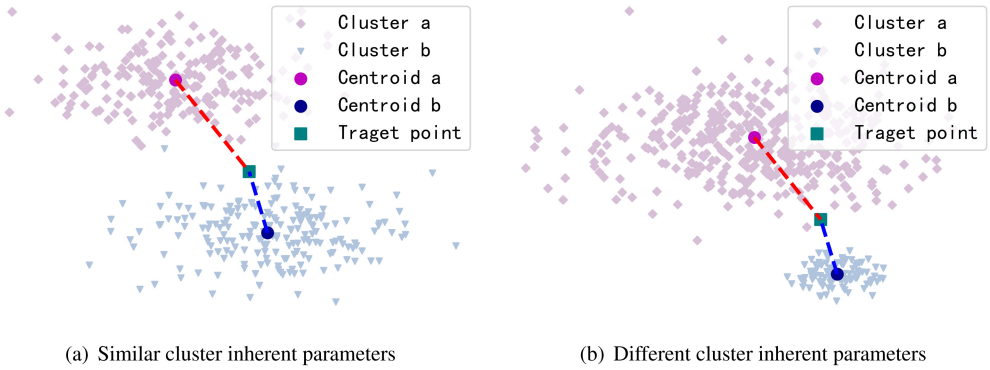 Cluster a
Cluster b
Centroid a
Centroid b
Traget point
Cluster a
Cluster b
Centroid a
Centroid b
Traget point
(a) Similar cluster inherent parameters
(b) Different cluster inherent parameters